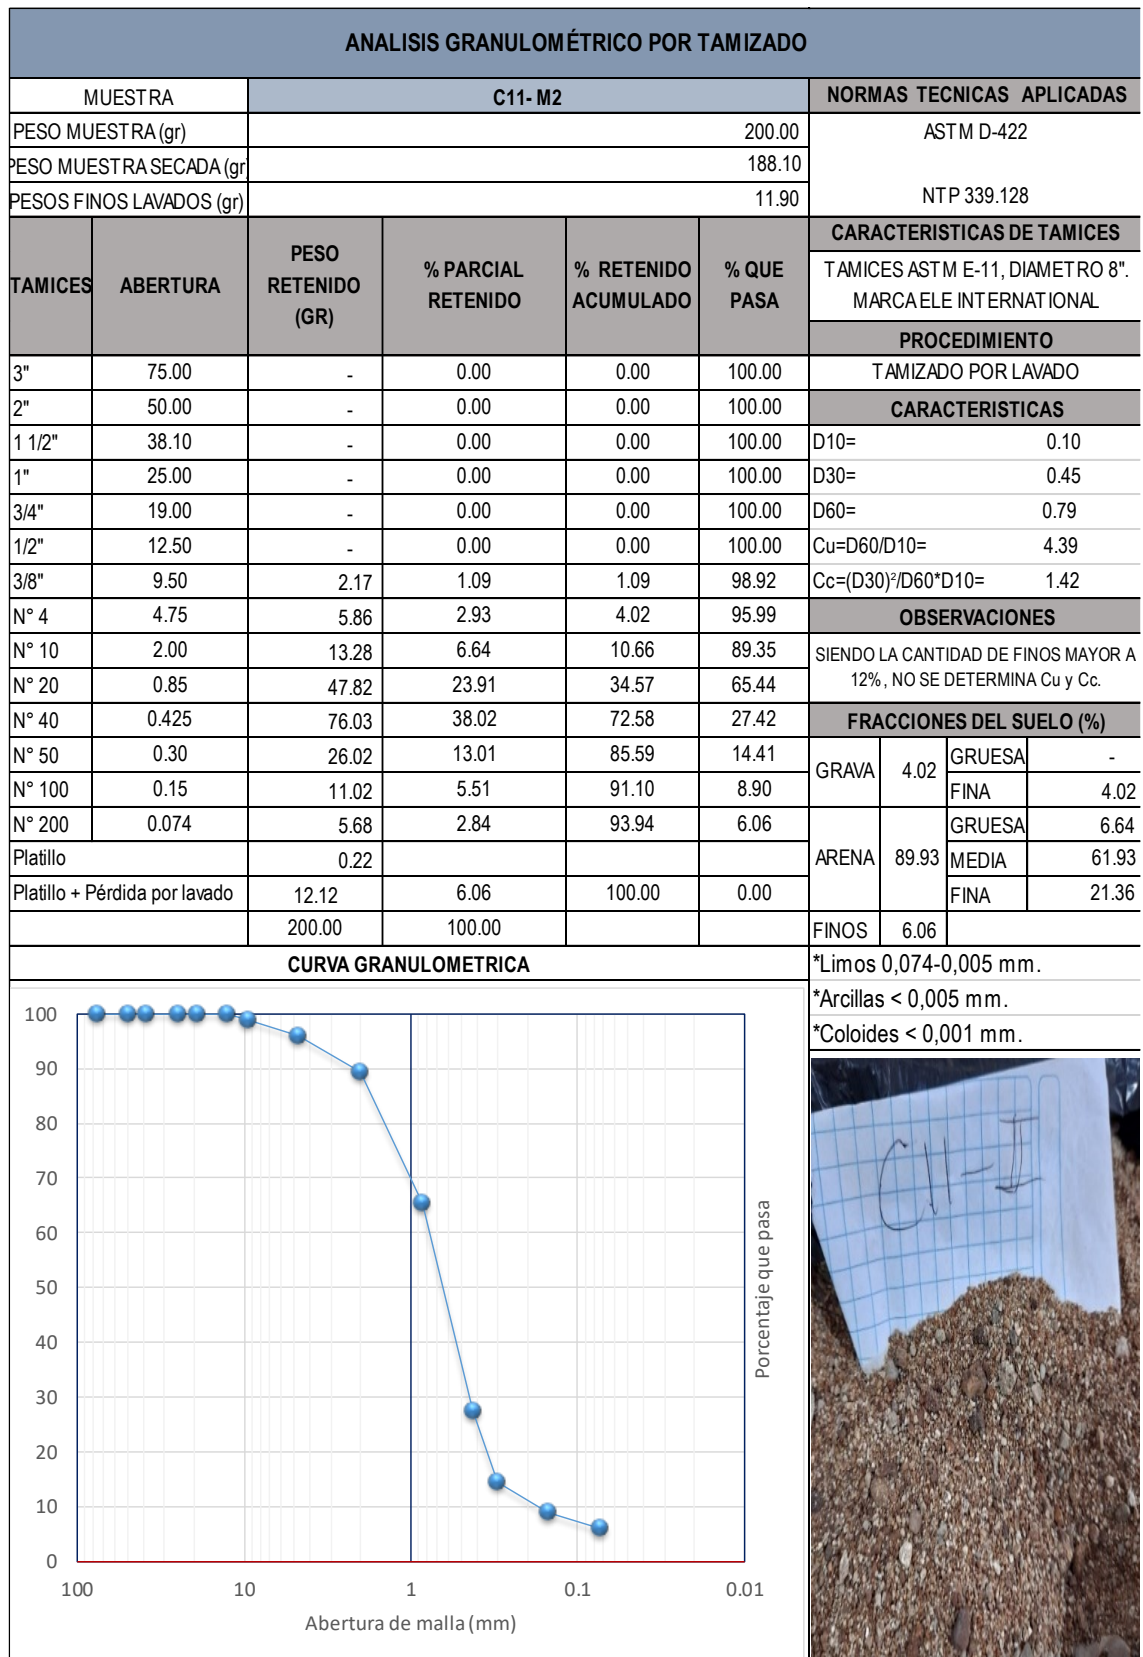 ANALISIS GRANULOMÉTRICO POR TAMIZADO
MUESTRA C11- M2 NORMAS TECNICAS APLICADAS
PESO MUESTRA (gr) 200.00 ASTM D-422
PESO MUESTRA SECADA (gr) 188.10
PESOS FINOS LAVADOS (gr) 11.90 NTP 339.128
TAMICES ABERTURA PESO RETENIDO (GR) % PARCIAL RETENIDO % RETENIDO ACUMULADO % QUE PASA
CARACTERISTICAS DE TAMICES
TAMICES ASTM E-11, DIAMETRO 8".
MARCA ELE INTERNATIONAL
PROCEDIMIENTO
3" 75.00 - 0.00 0.00 100.00 TAMIZADO POR LAVADO
2" 50.00 - 0.00 0.00 100.00 CARACTERISTICAS
1 1/2" 38.10 - 0.00 0.00 100.00 D10= 0.10
1" 25.00 - 0.00 0.00 100.00 D30= 0.45
3/4" 19.00 - 0.00 0.00 100.00 D60= 0.79
1/2" 12.50 - 0.00 0.00 100.00 Cu=D60/D10= 4.39
3/8" 9.50 2.17 1.09 1.09 98.92 Cc=(D30)²/D60*D10= 1.42
N° 4 4.75 5.86 2.93 4.02 95.99 OBSERVACIONES
N° 10 2.00 13.28 6.64 10.66 89.35 SIENDO LA CANTIDAD DE FINOS MAYOR A
N° 20 0.85 47.82 23.91 34.57 65.44 12%, NO SE DETERMINA Cu y Cc.
N° 40 0.425 76.03 38.02 72.58 27.42 FRACCIONES DEL SUELO (%)
N° 50 0.30 26.02 13.01 85.59 14.41 GRAVA 4.02 GRUESA -
N° 100 0.15 11.02 5.51 91.10 8.90 FINA 4.02
N° 200 0.074 5.68 2.84 93.94 6.06 GRUESA 6.64
Platillo 0.22 ARENA 89.93 MEDIA 61.93
Platillo + Pérdida por lavado 12.12 6.06 100.00 0.00 FINA 21.36
200.00 100.00 FINOS 6.06
CURVA GRANULOMETRICA *Limos 0,074-0,005 mm.
*Arcillas < 0,005 mm.
*Coloides < 0,001 mm.
100
90
80
70
60
50
40
30
20
10
0
100 10 1 0.1 0.01
Abertura de malla (mm)
Porcentaje que pasa
C11-II